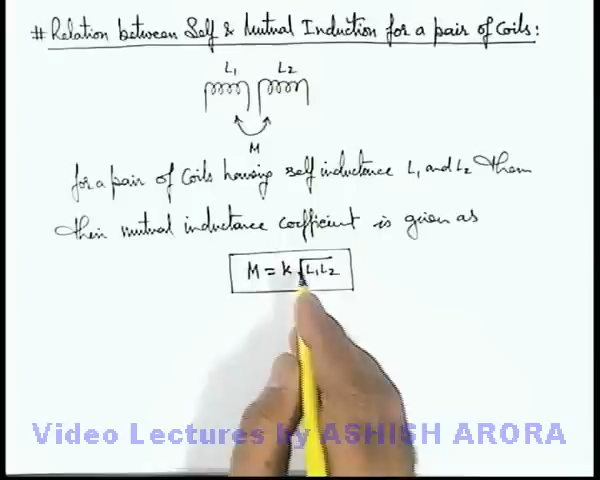 # Relation between Self & Mutual Induction for a pair of Coils:
L₁ L₂
M
for a pair of Coils having self inductance L₁ and L₂ then
their mutual inductance coefficient is given as
M = k√L₁L₂
Video Lectures by ASHISH ARORA